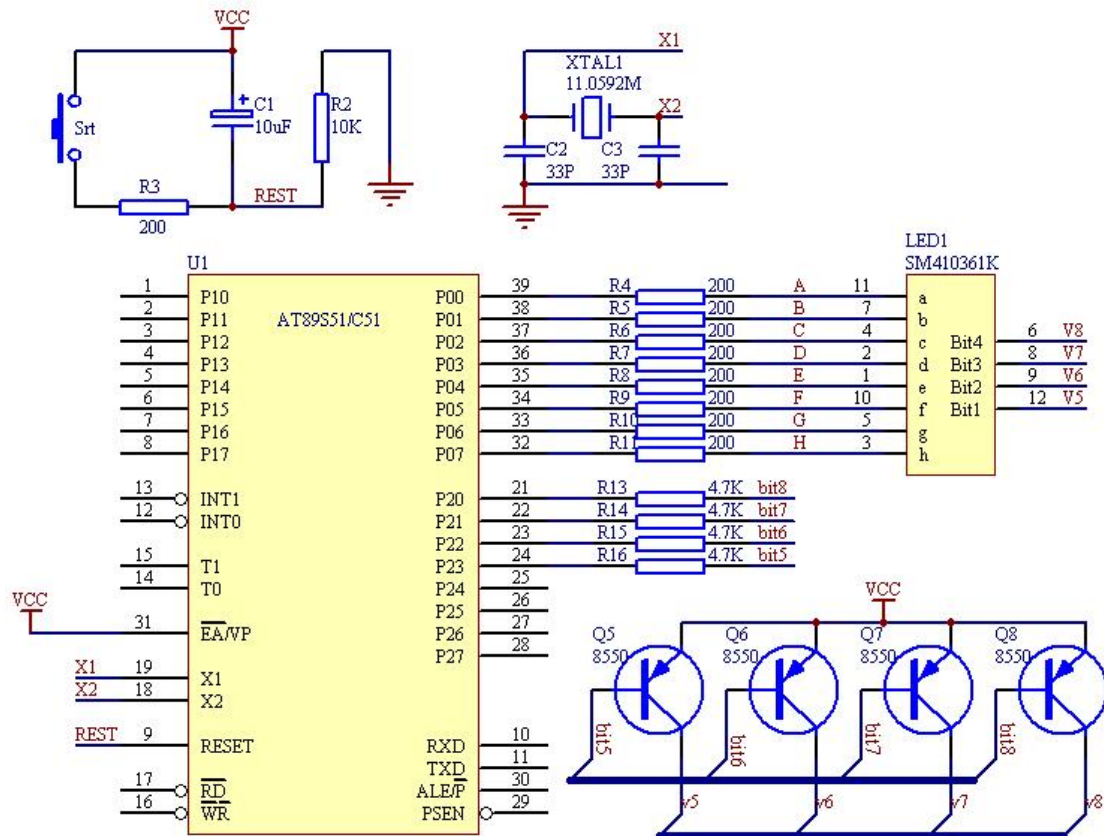 VCC
X1
XTAL1
11.0592M
Srt
C1
10uF
R2
10K
X2
C2
33P
C3
33P
R3
200
REST
U1
AT89S51/C51
LED1
SM410361K
1 P10
2 P11
3 P12
4 P13
5 P14
6 P15
7 P16
8 P17
13 INT1
12 INT0
15 T1
14 T0
VCC
31 EA/VP
X1 19 X1
X2 18 X2
REST 9 RESET
17 RD
16 WR
P00 39 R4 200 A 11 a
P01 38 R5 200 B 7 b
P02 37 R6 200 C 4 c
P03 36 R7 200 D 2 d
P04 35 R8 200 E 1 e
P05 34 R9 200 F 10 f
P06 33 R10 200 G 5 g
P07 32 R11 200 H 3 h
Bit4 6 V8
Bit3 8 V7
Bit2 9 V6
Bit1 12 V5
P20 21 R13 4.7K bit8
P21 22 R14 4.7K bit7
P22 23 R15 4.7K bit6
P23 24 R16 4.7K bit5
P24 25
P25 26
P26 27
P27 28
RXD 10
TXD 11
ALE/P 30
PSEN 29
VCC
Q5
8550
Q6
8550
Q7
8550
Q8
8550
bit5
bit6
bit7
bit8
v5
v6
v7
v8